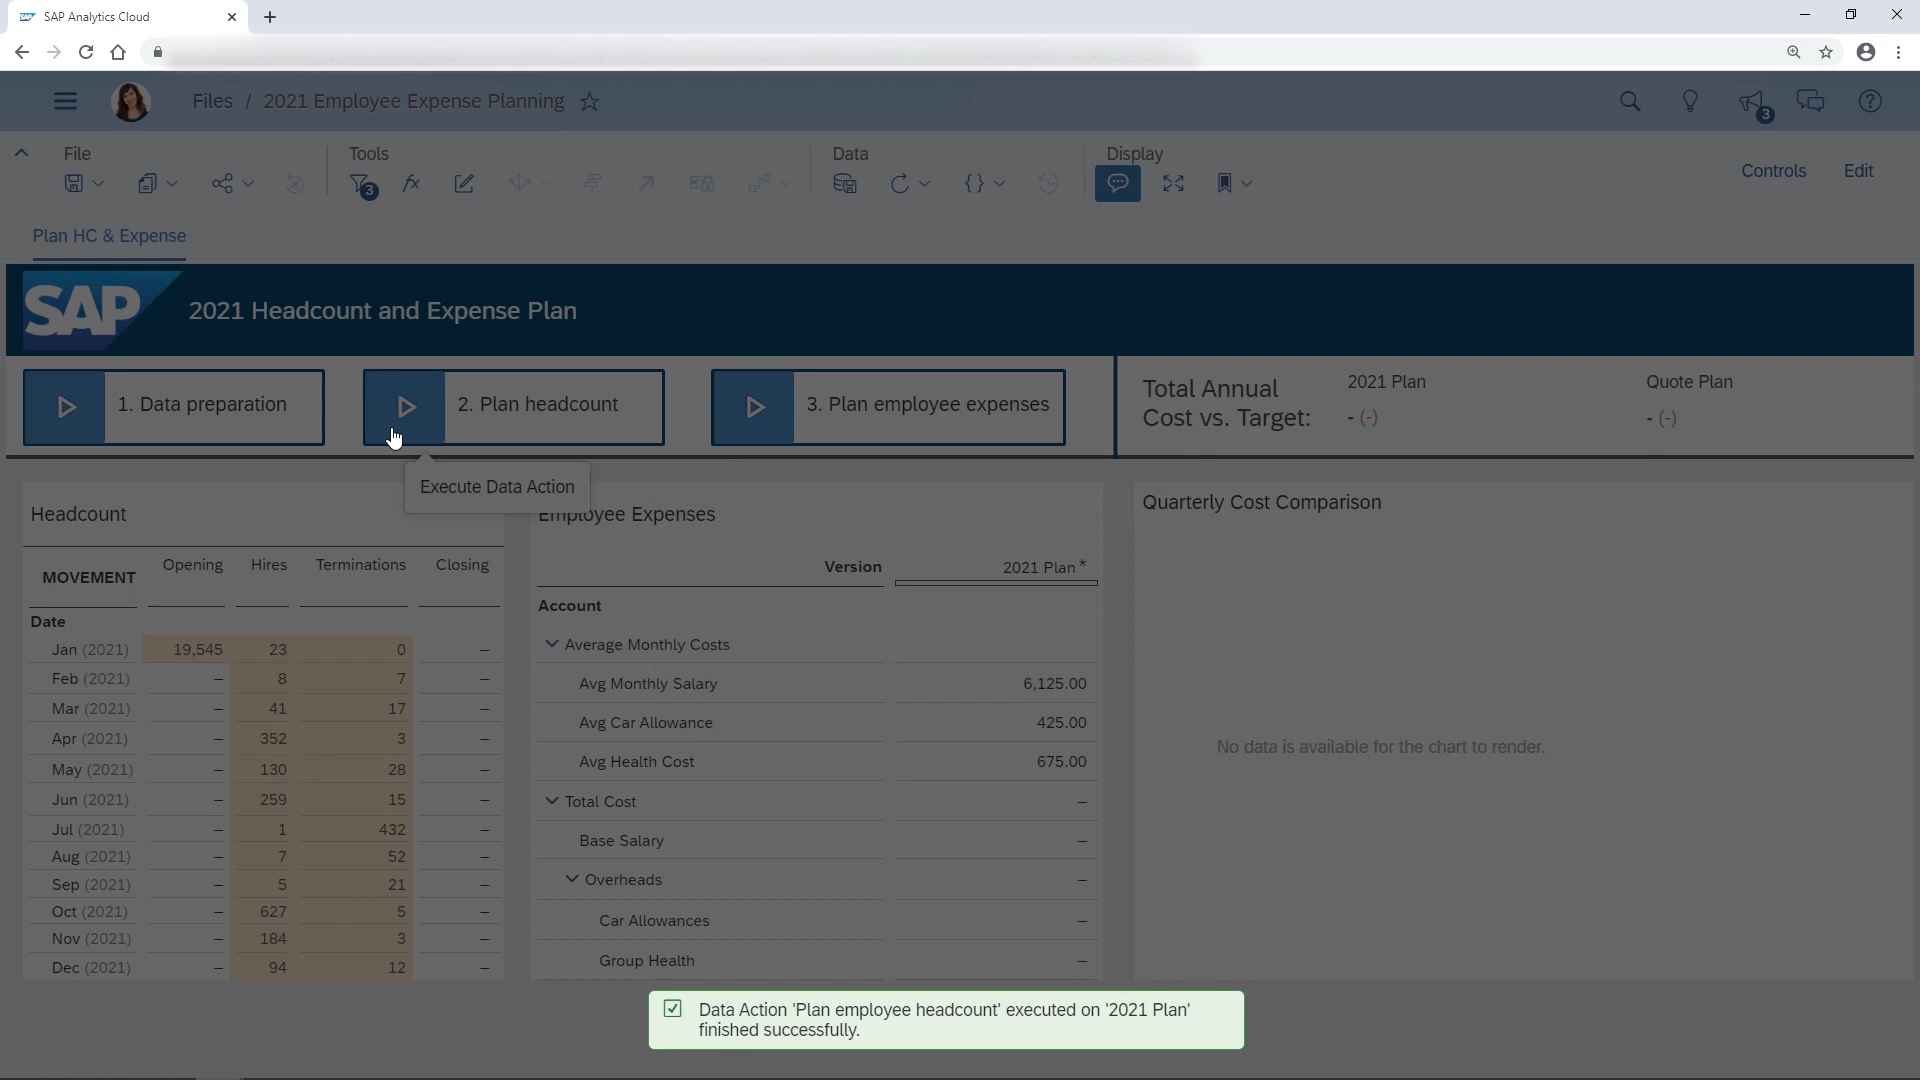 SAP SAP Analytics Cloud
Files / 2021 Employee Expense Planning
3
File Tools Data Display
3
Controls Edit
Plan HC & Expense
SAP 2021 Headcount and Expense Plan
1. Data preparation
2. Plan headcount
3. Plan employee expenses
Total Annual
Cost vs. Target:
2021 Plan
- (-)
Quote Plan
- (-)
Execute Data Action
Headcount
MOVEMENT Opening Hires Terminations Closing
Date
Jan (2021) 19,545 23 0 –
Feb (2021) – 8 7 –
Mar (2021) – 41 17 –
Apr (2021) – 352 3 –
May (2021) – 130 28 –
Jun (2021) – 259 15 –
Jul (2021) – 1 432 –
Aug (2021) – 7 52 –
Sep (2021) – 5 21 –
Oct (2021) – 627 5 –
Nov (2021) – 184 3 –
Dec (2021) – 94 12 –
Employee Expenses
Version 2021 Plan*
Account
Average Monthly Costs
Avg Monthly Salary 6,125.00
Avg Car Allowance 425.00
Avg Health Cost 675.00
Total Cost –
Base Salary –
Overheads –
Car Allowances –
Group Health –
Quarterly Cost Comparison
No data is available for the chart to render.
Data Action 'Plan employee headcount' executed on '2021 Plan'
finished successfully.